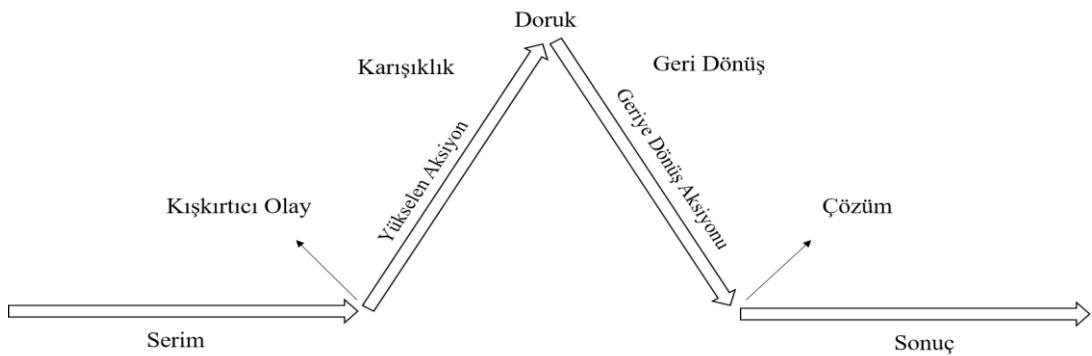 Doruk
Karışıklık
Geri Dönüş
Yükselen Aksiyon
Geriye Dönüş Aksiyonu
Kışkırtıcı Olay
Çözüm
Serim
Sonuç